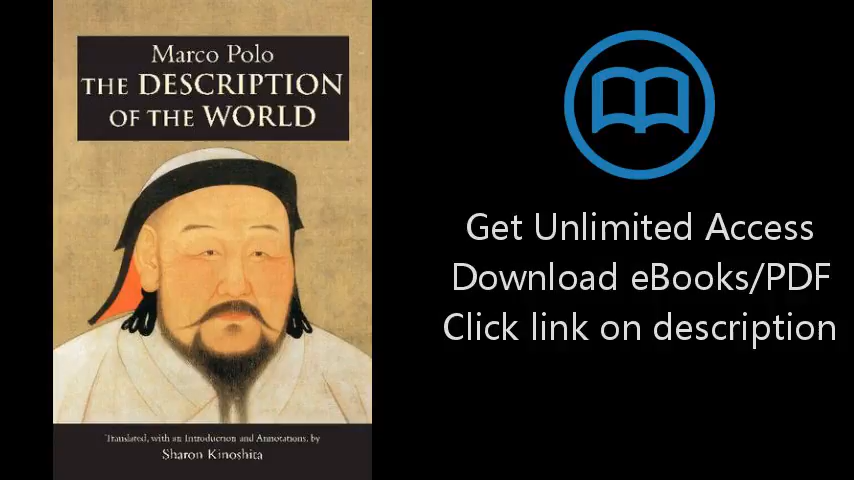 Marco Polo
THE DESCRIPTION
OF THE WORLD
Translated, with an Introduction and Annotations, by
Sharon Kinoshita
Get Unlimited Access
Download eBooks/PDF
Click link on description